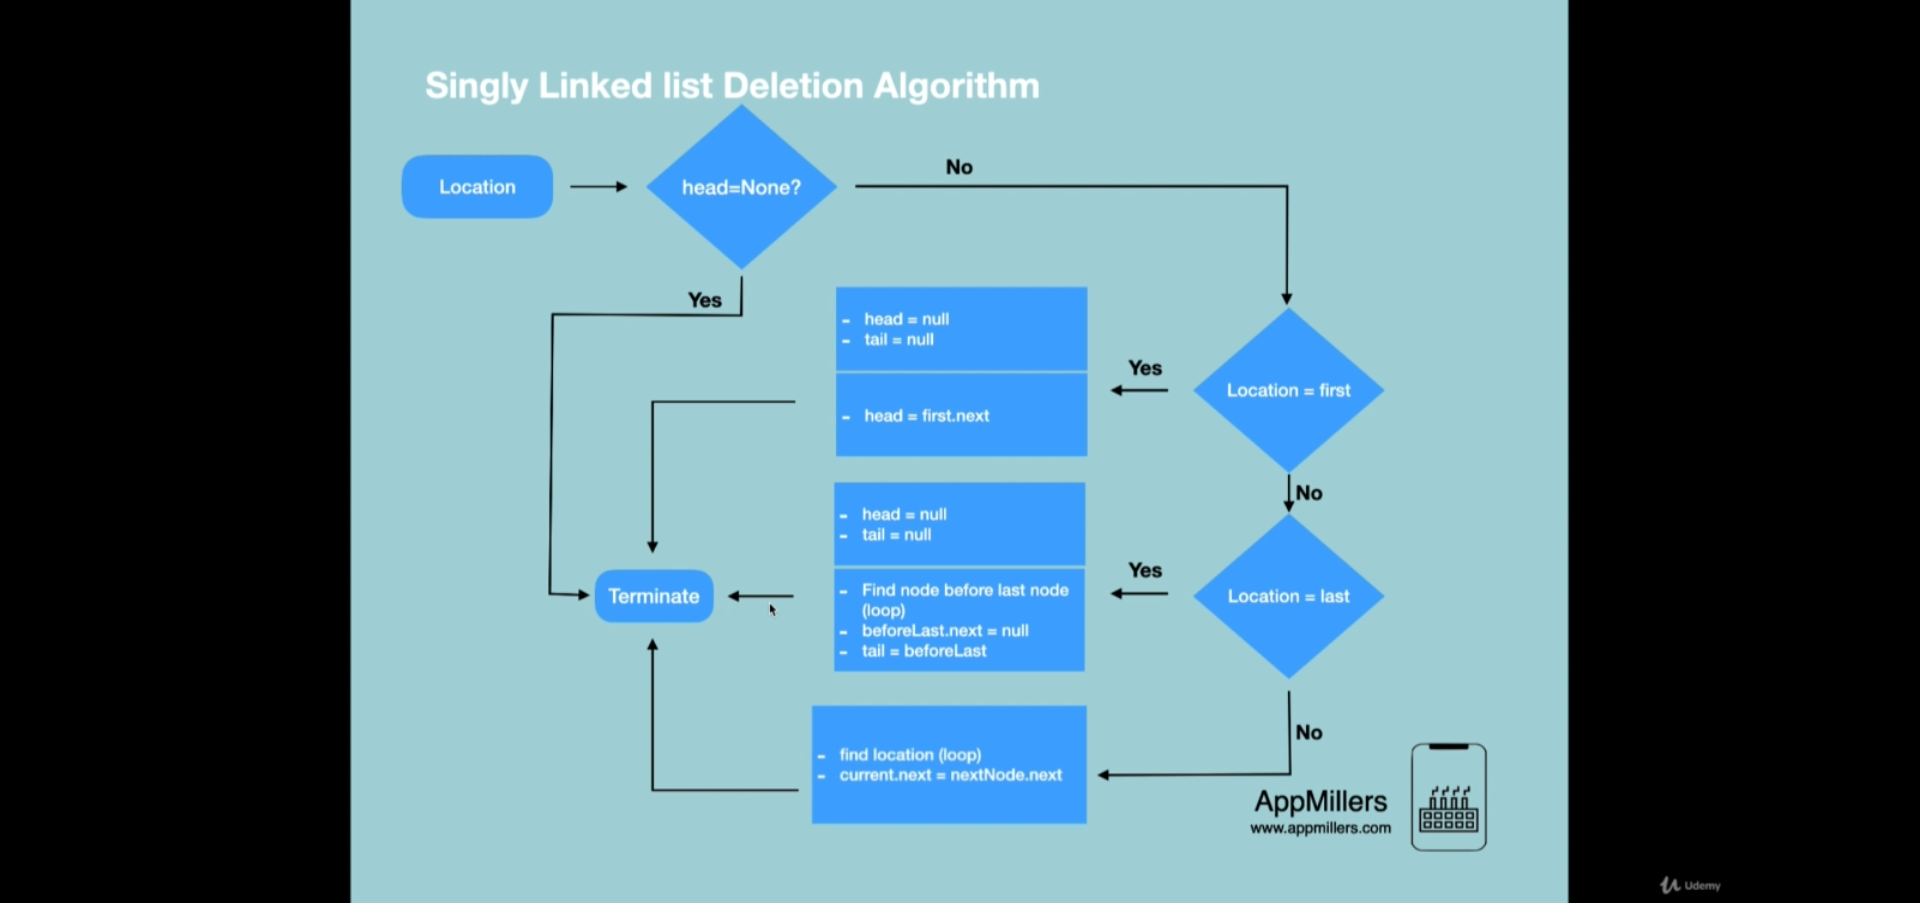 Singly Linked list Deletion Algorithm
Location
head=None?
No
Yes
- head = null
- tail = null
- head = first.next
Yes
Location = first
No
- head = null
- tail = null
- Find node before last node
(loop)
- beforeLast.next = null
- tail = beforeLast
Yes
Location = last
Terminate
No
- find location (loop)
- current.next = nextNode.next
AppMillers
www.appmillers.com
Udemy